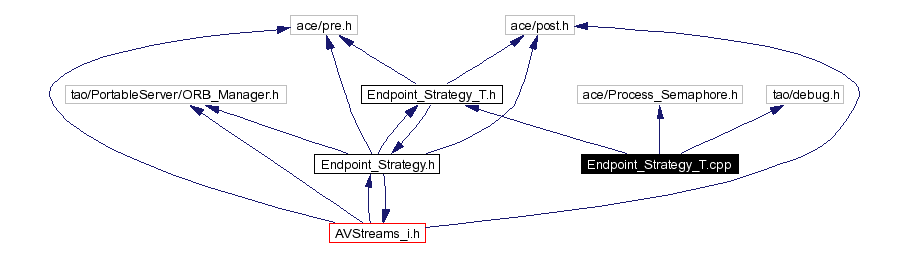 ace/pre.h
ace/post.h
tao/PortableServer/ORB_Manager.h
Endpoint_Strategy_T.h
ace/Process_Semaphore.h
tao/debug.h
Endpoint_Strategy.h
Endpoint_Strategy_T.cpp
AVStreams_i.h